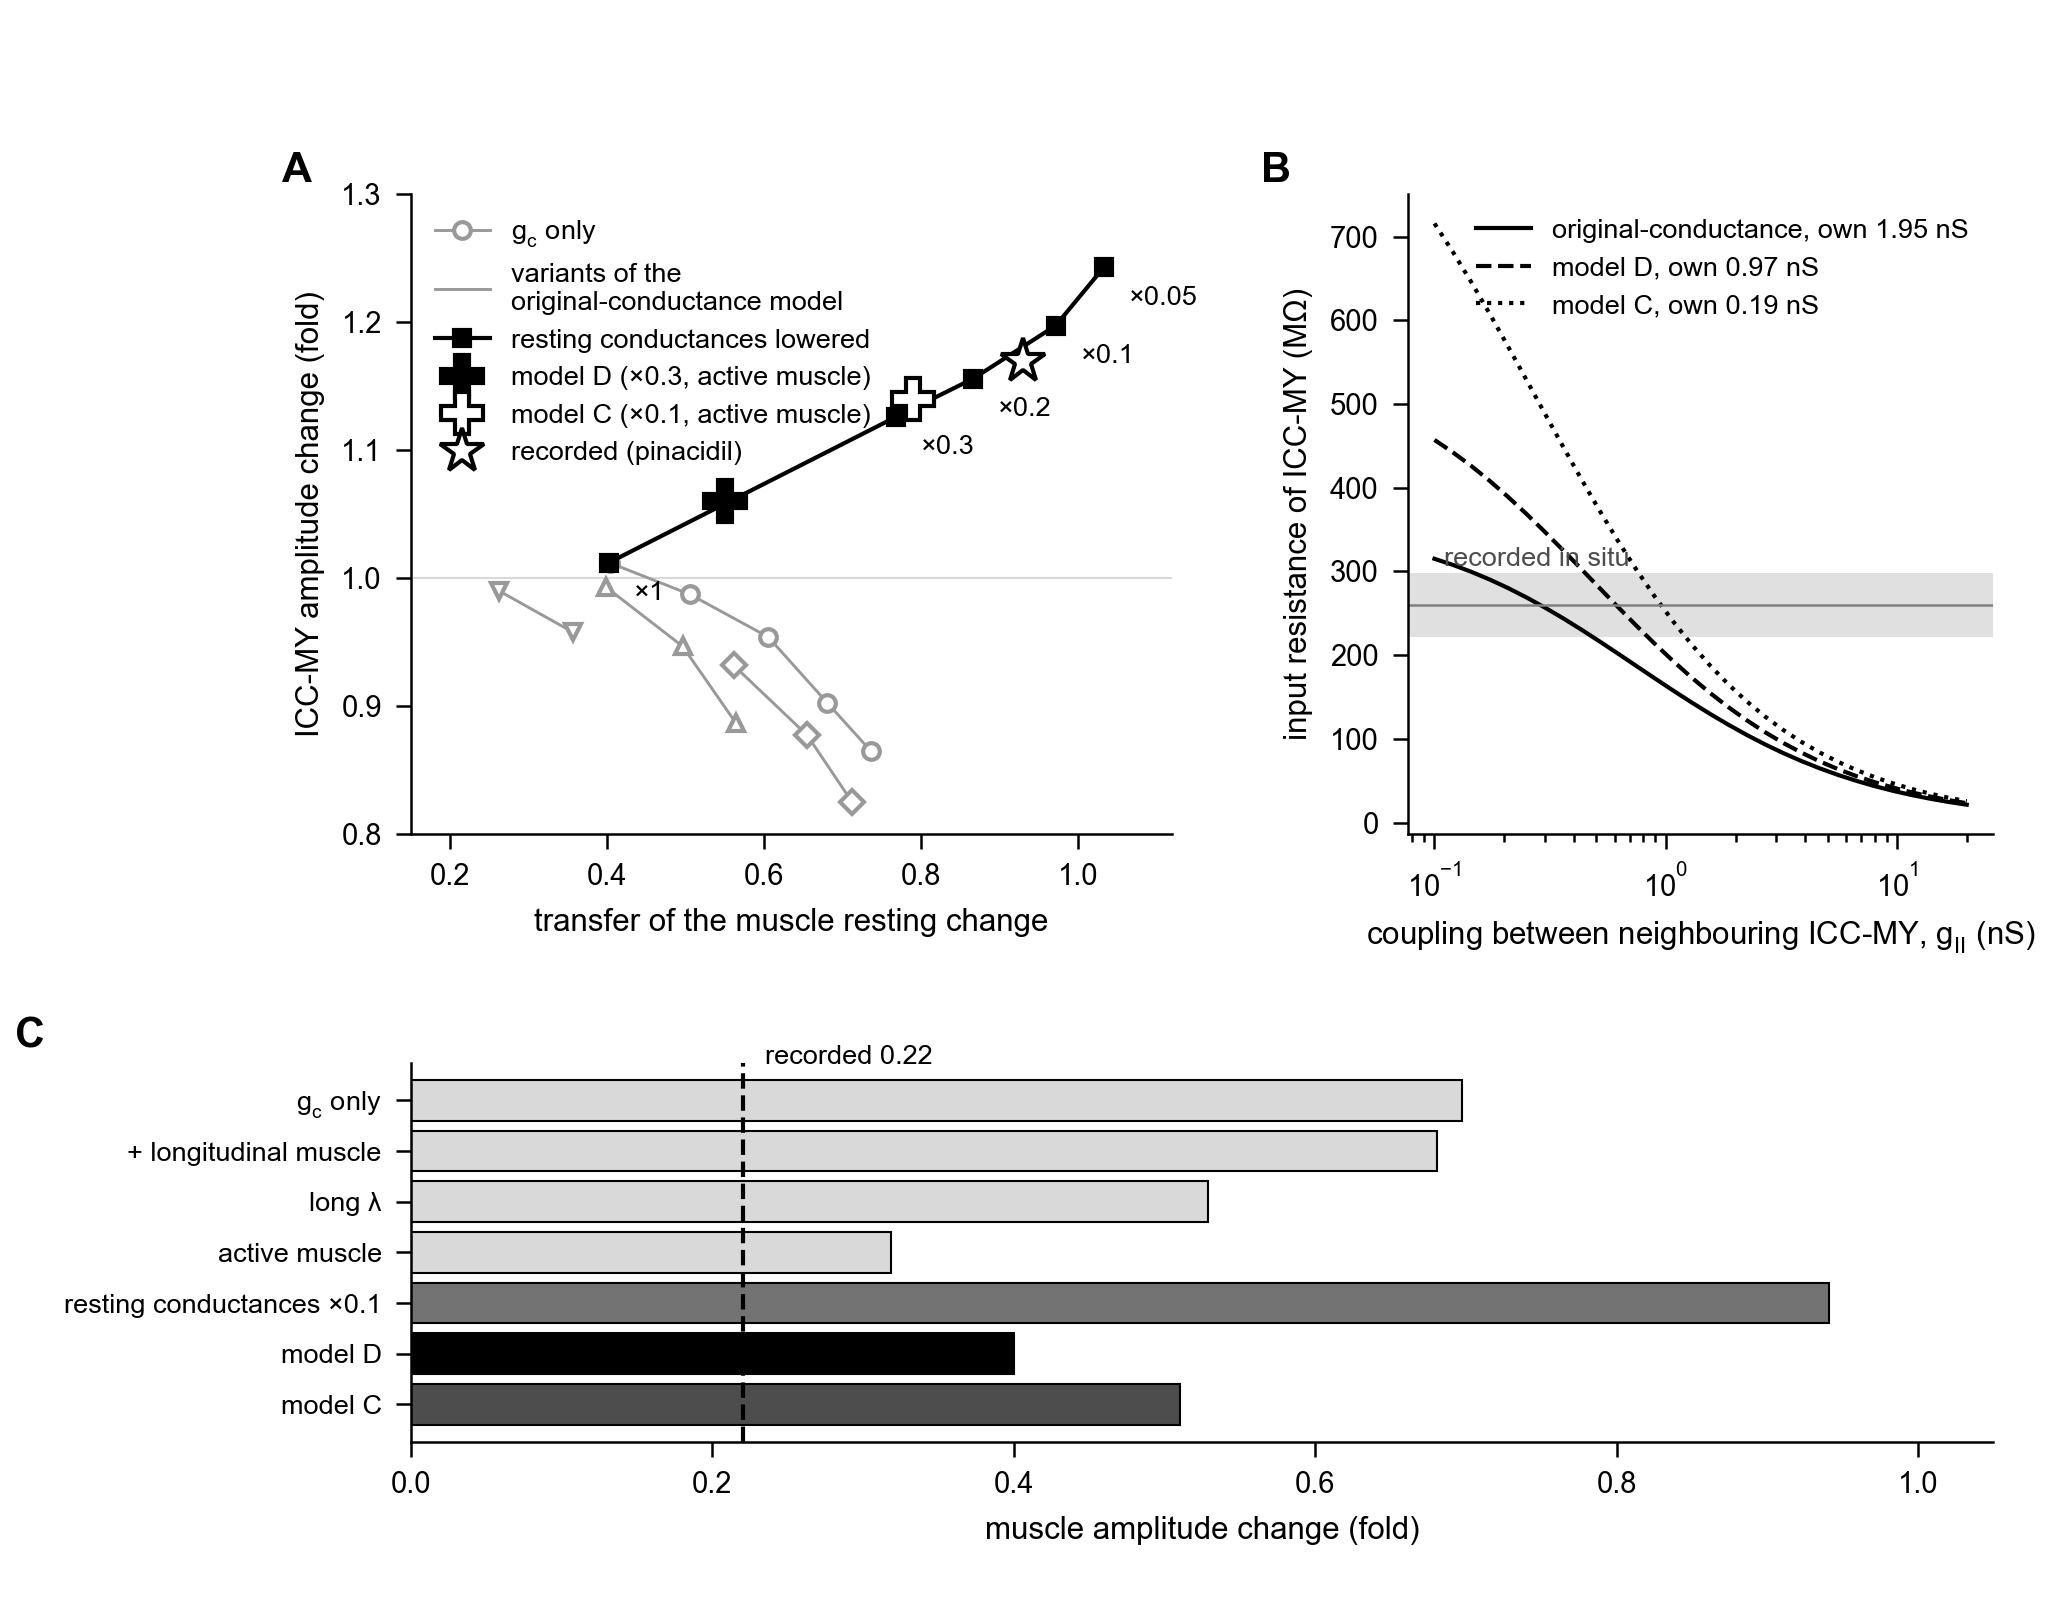 A
1.3
1.2
1.1
1.0
0.9
0.8
ICC-MY amplitude change (fold)
gc only
variants of the
original-conductance model
resting conductances lowered
model D (×0.3, active muscle)
model C (×0.1, active muscle)
recorded (pinacidil)
×0.05
×0.1
×0.2
×0.3
×1
0.2
0.4
0.6
0.8
1.0
transfer of the muscle resting change
B
700
600
500
400
300
200
100
0
input resistance of ICC-MY (MΩ)
original-conductance, own 1.95 nS
model D, own 0.97 nS
model C, own 0.19 nS
recorded in situ
10⁻¹
10⁰
10¹
coupling between neighbouring ICC-MY, gII (nS)
C
recorded 0.22
gc only
+ longitudinal muscle
long λ
active muscle
resting conductances ×0.1
model D
model C
0.0
0.2
0.4
0.6
0.8
1.0
muscle amplitude change (fold)